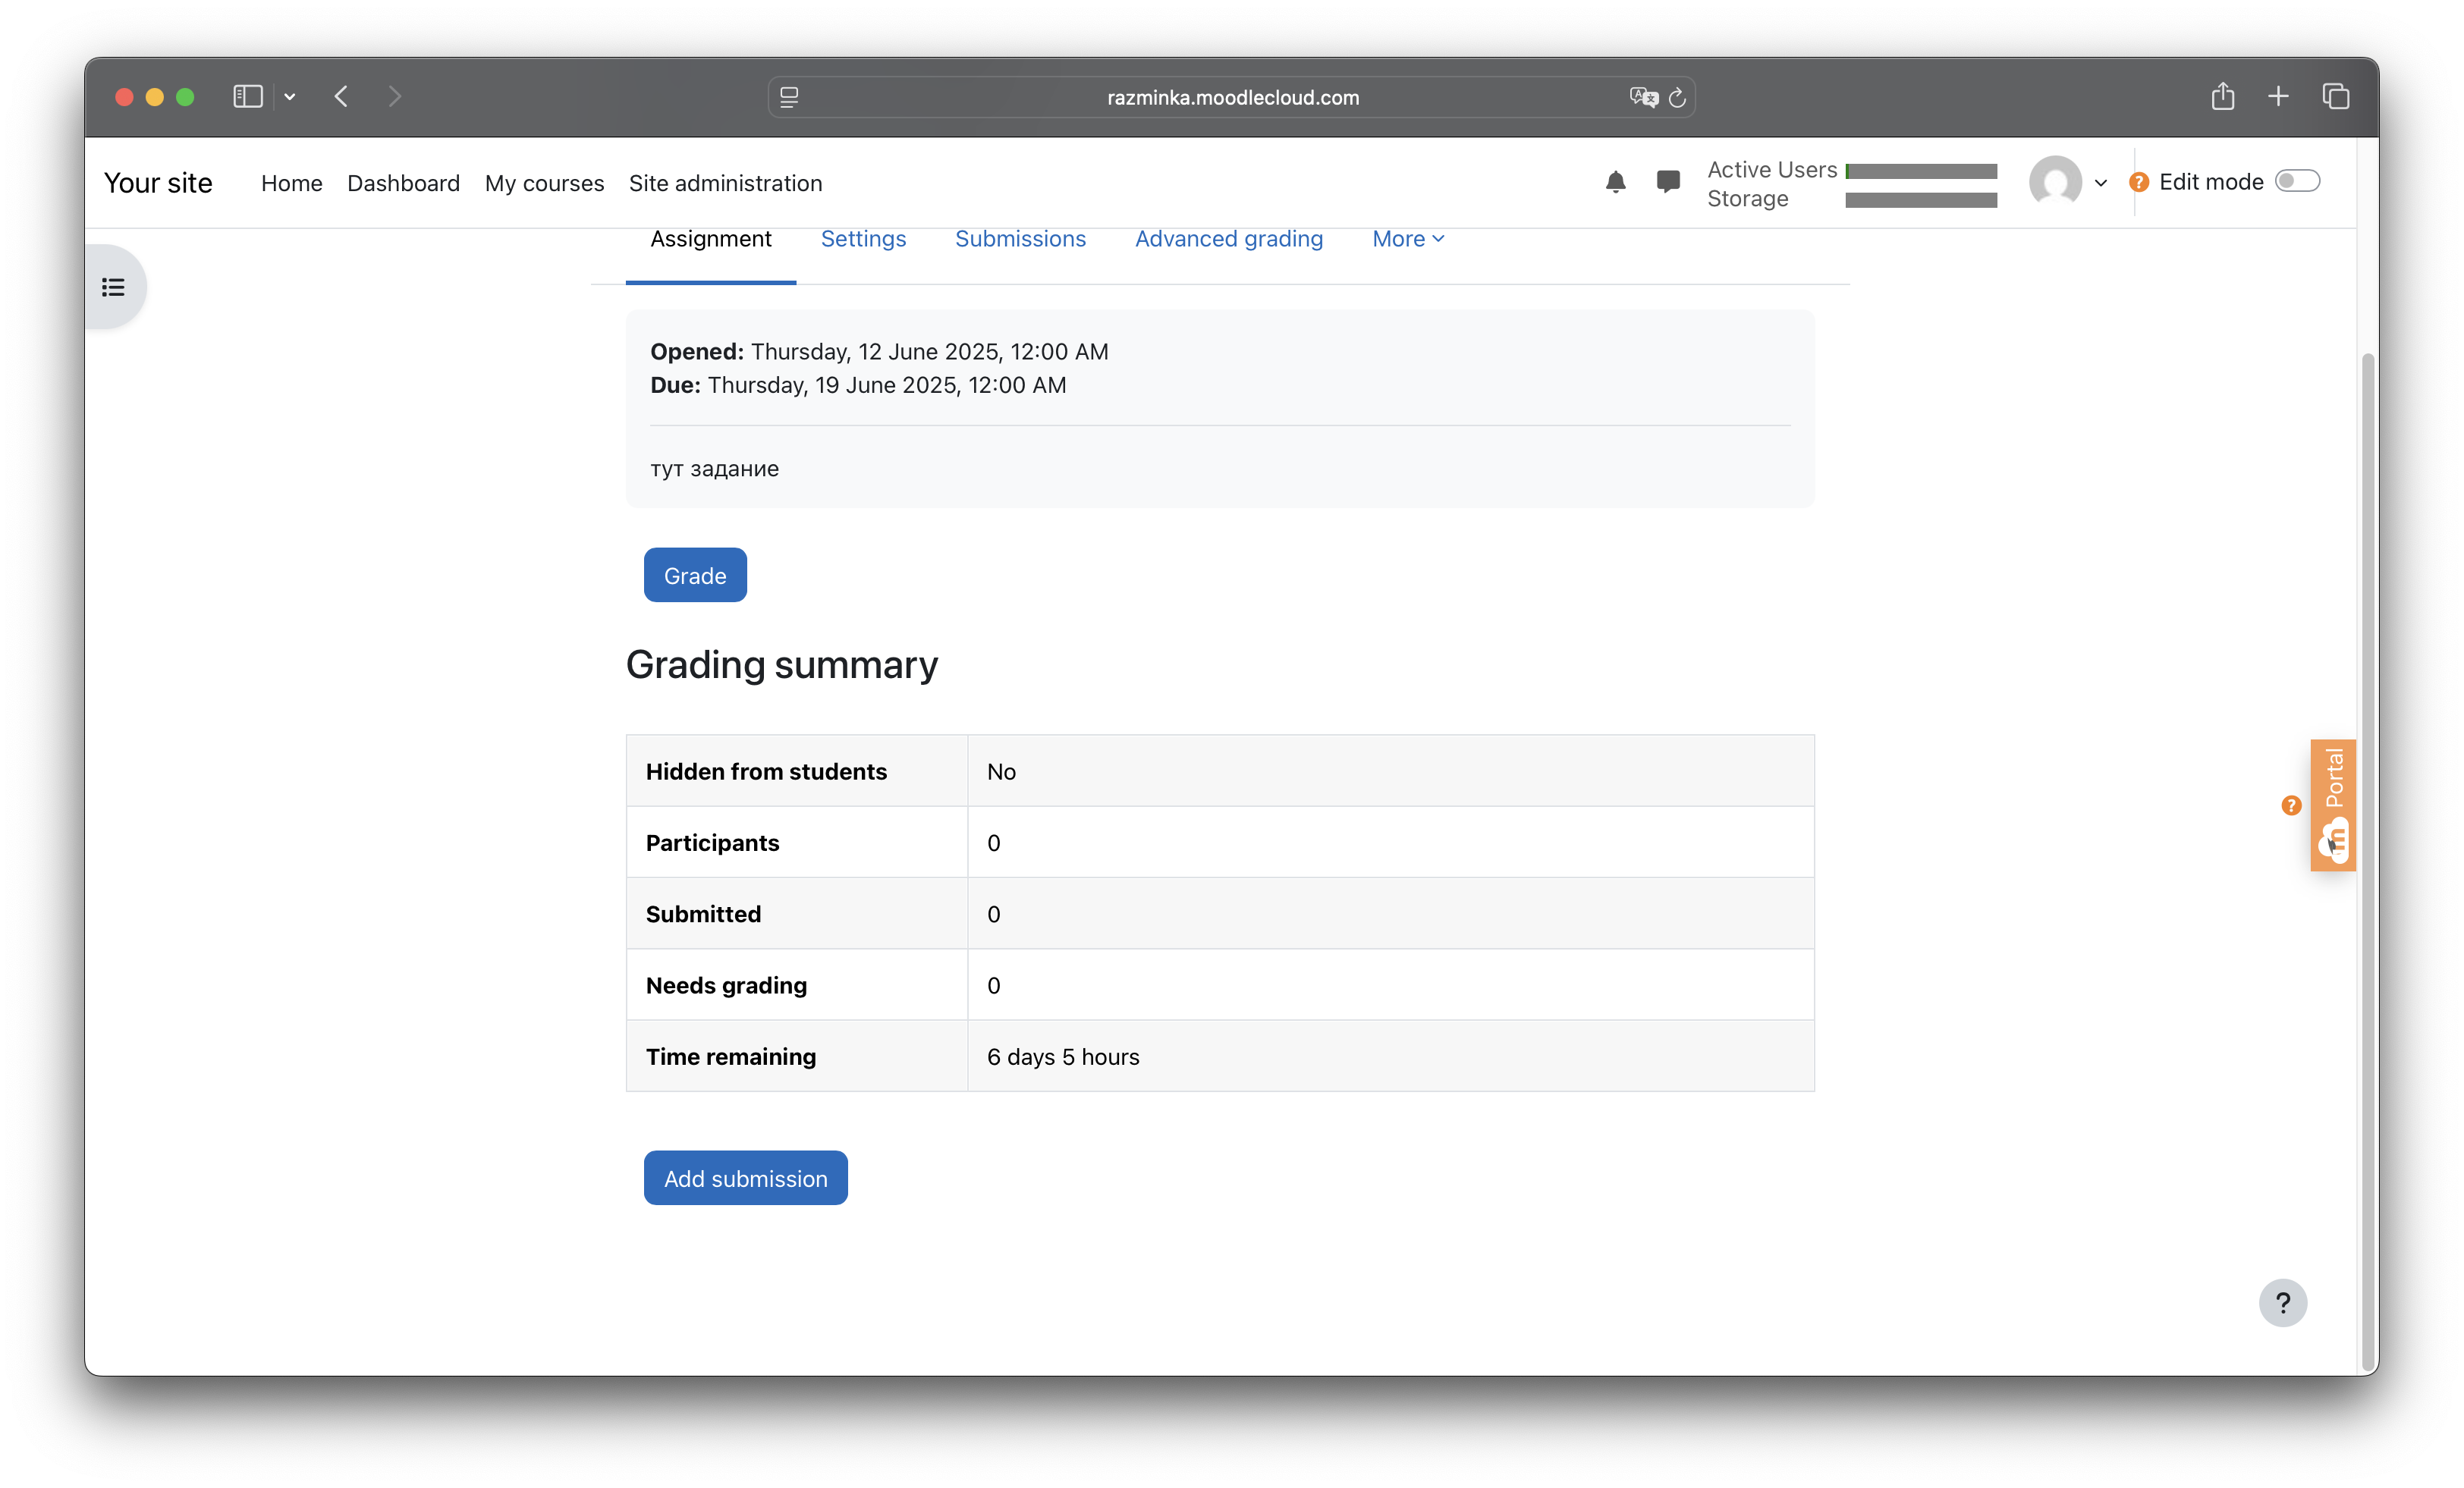 razminka.moodlecloud.com
Your site Home Dashboard My courses Site administration
Active Users
Storage
? Edit mode
Assignment Settings Submissions Advanced grading More
Opened: Thursday, 12 June 2025, 12:00 AM
Due: Thursday, 19 June 2025, 12:00 AM
тут задание
Grade
Grading summary
Hidden from students No
Participants 0
Submitted 0
Needs grading 0
Time remaining 6 days 5 hours
Add submission
? Portal
?